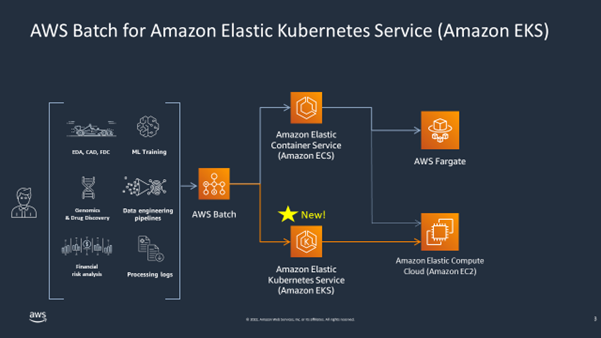 AWS Batch for Amazon Elastic Kubernetes Service (Amazon EKS)
EDA, CAD, FDC
ML Training
Genomics
& Drug Discovery
Data engineering
pipelines
Financial
risk analysis
Processing logs
AWS Batch
Amazon Elastic
Container Service
(Amazon ECS)
New!
Amazon Elastic
Kubernetes Service
(Amazon EKS)
AWS Fargate
Amazon Elastic Compute
Cloud (Amazon EC2)
aws
© 2022, Amazon Web Services, Inc. or its affiliates. All rights reserved.